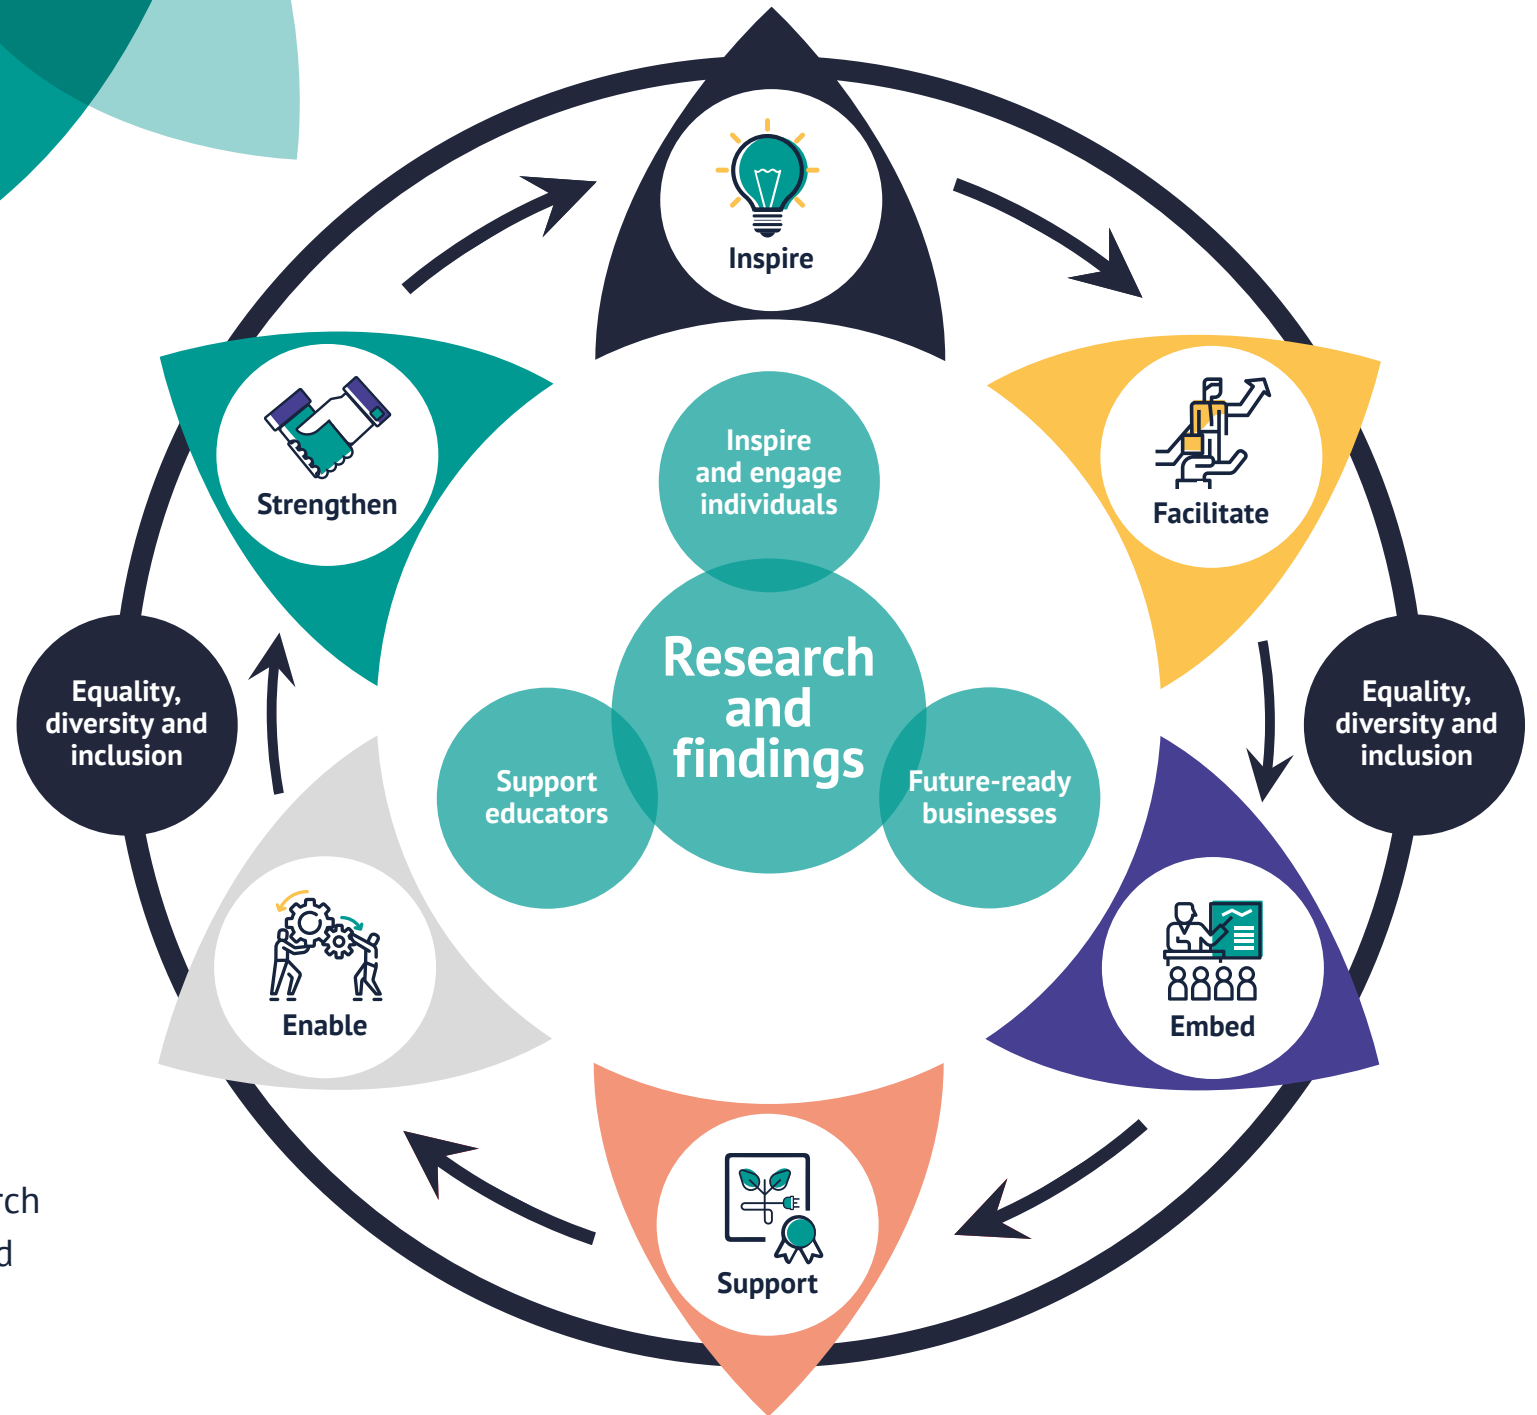 Inspire
Strengthen
Facilitate
Inspire
and engage
individuals
Research
and
findings
Equality,
diversity and
inclusion
Equality,
diversity and
inclusion
Support
educators
Future-ready
businesses
Enable
Embed
Support
rch
d